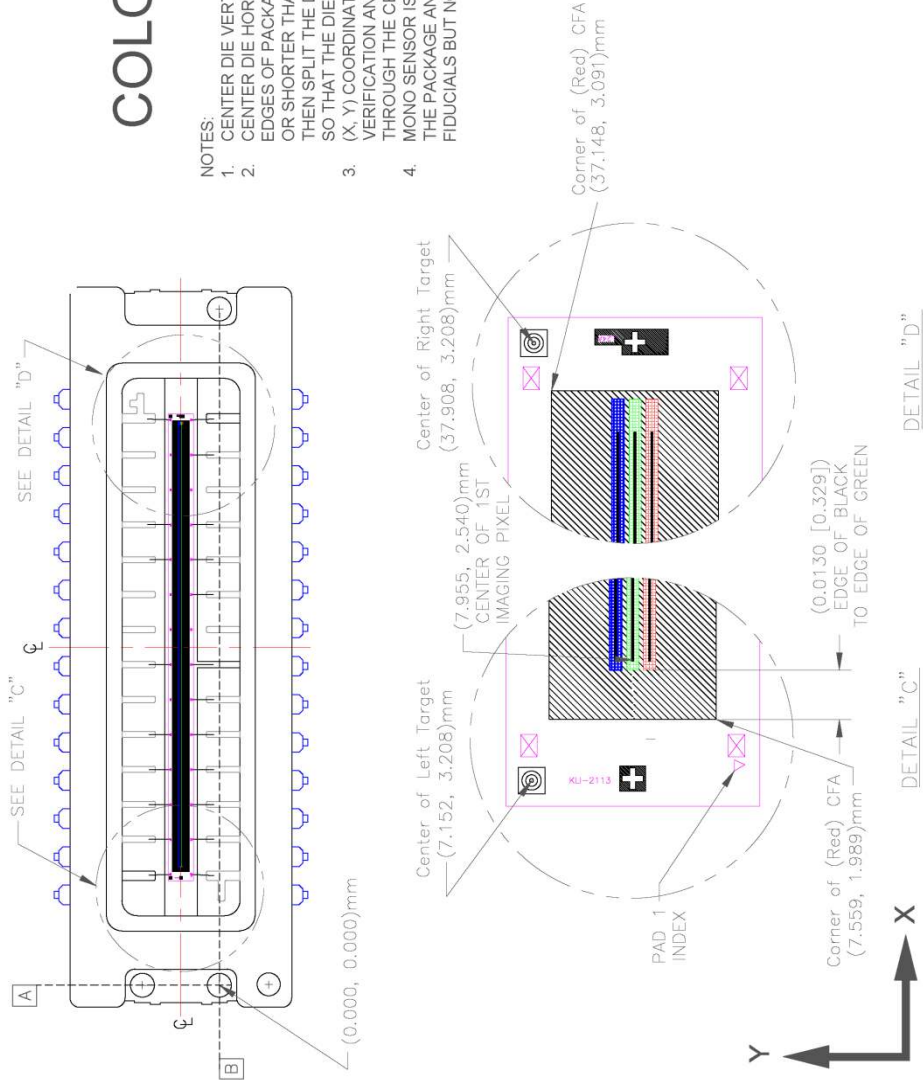 COLO
NOTES:
1. CENTER DIE VERT
2. CENTER DIE HOR
EDGES OF PACKA
OR SHORTER THA
THEN SPLIT THE D
SO THAT THE DIE
3. (X, Y) COORDINAT
VERIFICATION AN
THROUGH THE CE
4. MONO SENSOR IS
THE PACKAGE AN
FIDUCIALS BUT N
SEE DETAIL "C"
SEE DETAIL "D"
A
B
(0.000, 0.000)mm
Center of Left Target
(7.152, 3.208)mm
(7.955, 2.540)mm
CENTER OF 1ST
IMAGING PIXEL
Center of Right Target
(37.908, 3.208)mm
Corner of (Red) CFA
(37.148, 3.091)mm
KLI-2113
PAD 1
INDEX
Corner of (Red) CFA
(7.559, 1.989)mm
(0.0130 [0.329])
EDGE OF BLACK
TO EDGE OF GREEN
DETAIL "C"
DETAIL "D"
Y
X